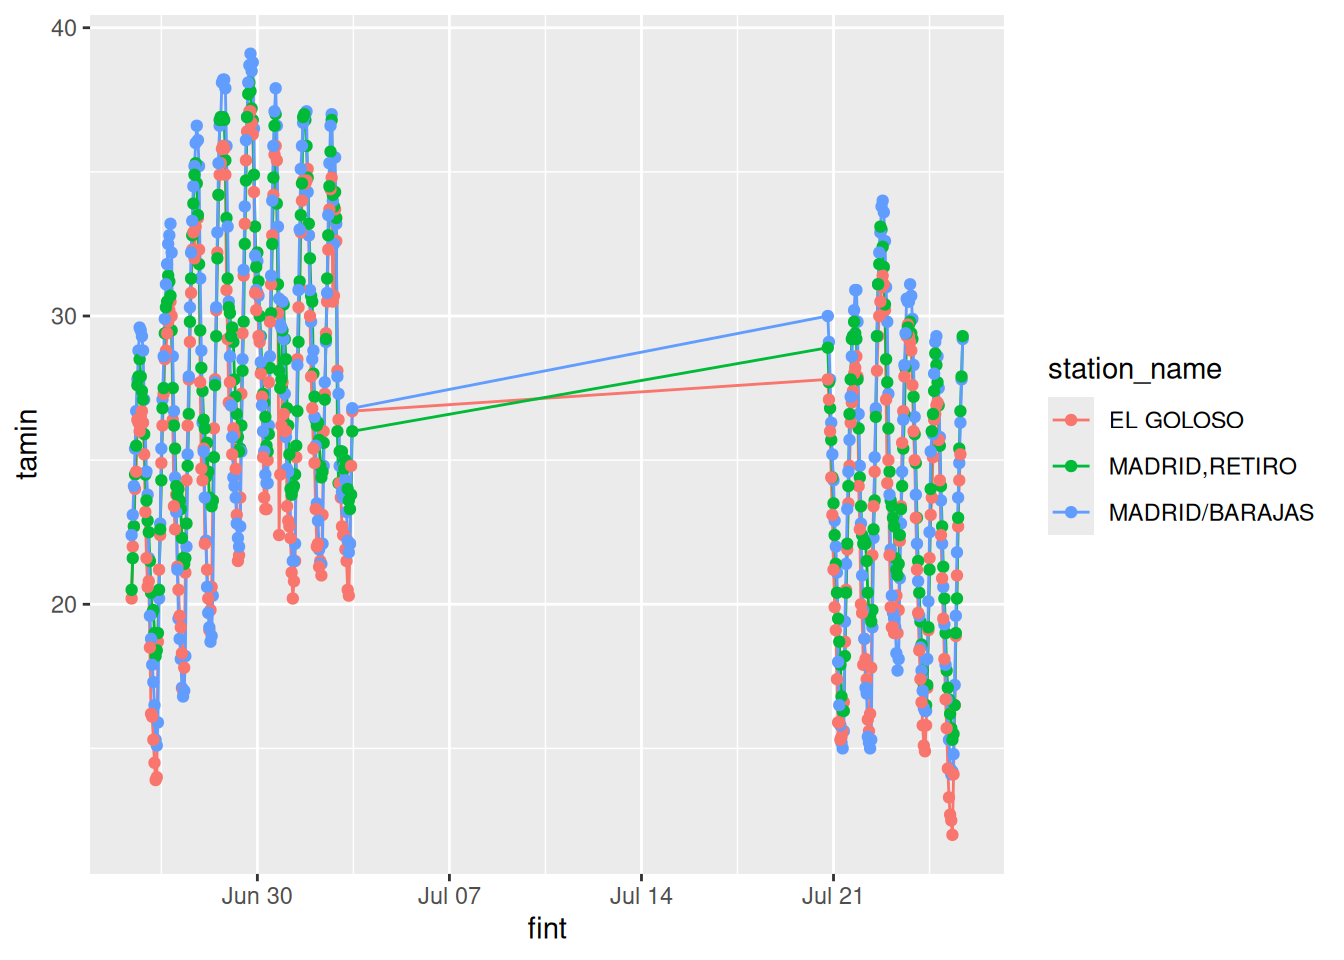 40
30
20
tamin
Jun 30
Jul 07
Jul 14
Jul 21
fint
station_name
EL GOLOSO
MADRID,RETIRO
MADRID/BARAJAS